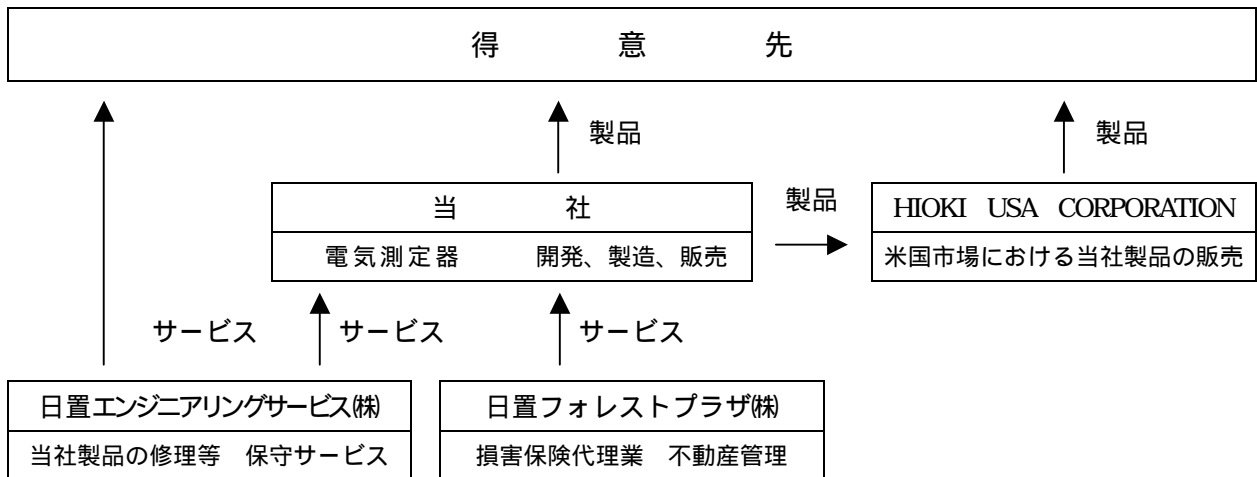 得 意 先
製品
製品
当 社
製品
HIOKI USA CORPORATION
電気測定器 開発、製造、販売
米国市場における当社製品の販売
サービス
サービス
サービス
日置エンジニアリングサービス㈱
日置フォレストプラザ㈱
当社製品の修理等 保守サービス
損害保険代理業 不動産管理